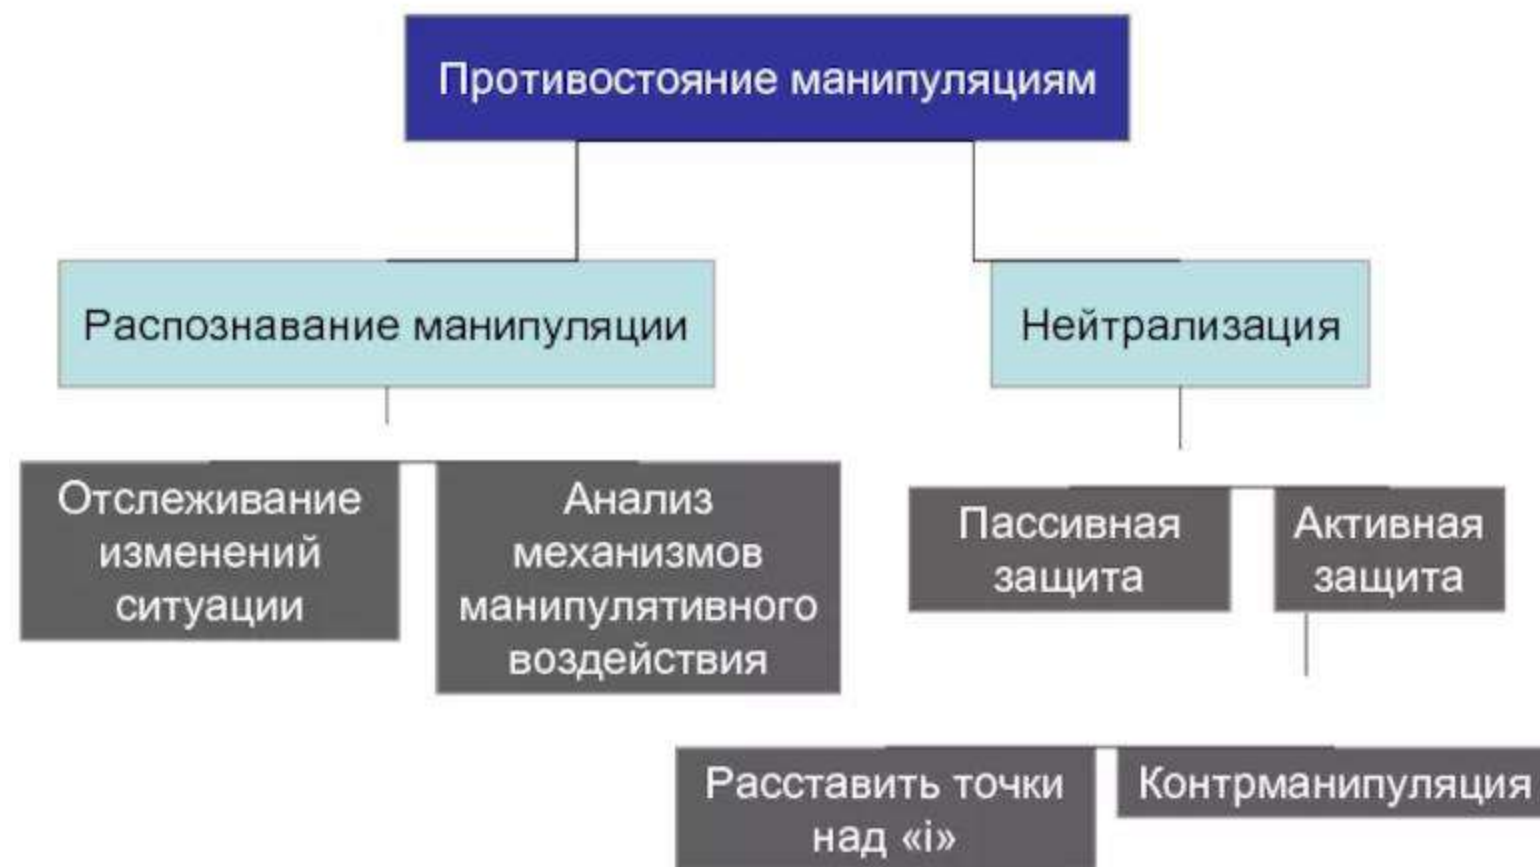 Противостояние манипуляциям
Распознавание манипуляции
Нейтрализация
Отслеживание
изменений
ситуации
Анализ
механизмов
манипулятивного
воздействия
Пассивная
защита
Активная
защита
Расставить точки
над «i»
Контрманипуляция